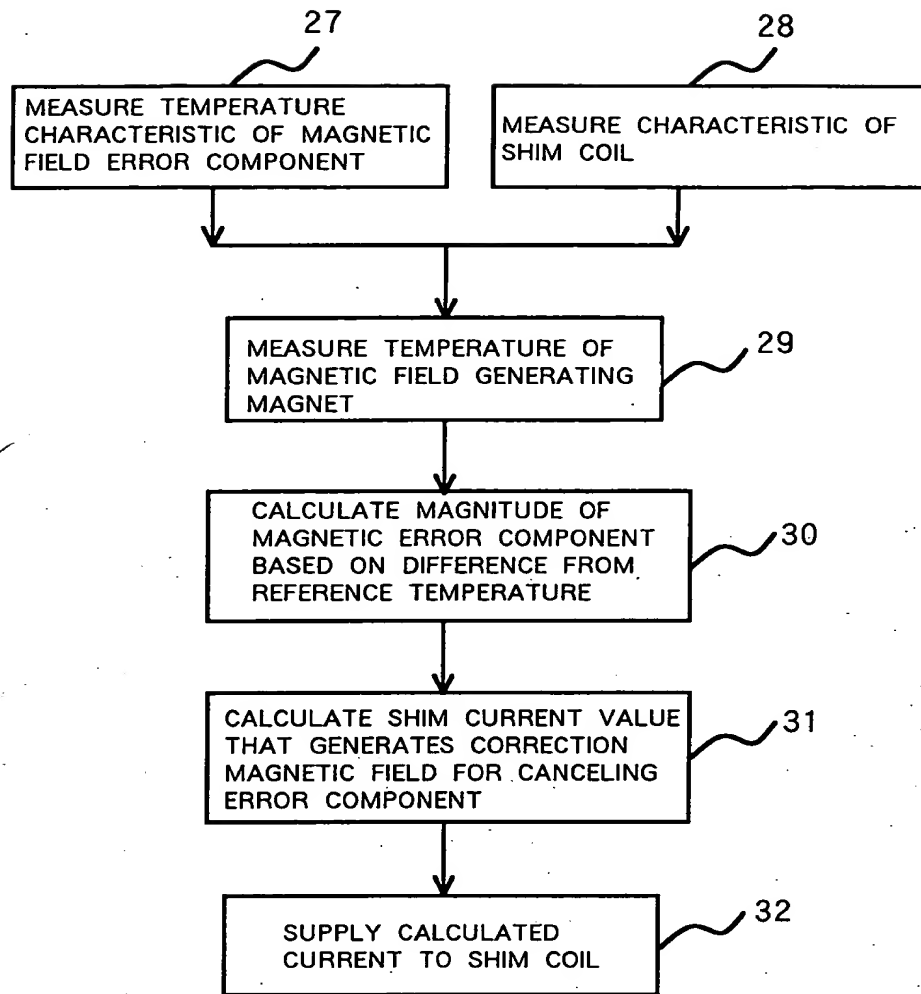 27
28
MEASURE TEMPERATURE
CHARACTERISTIC OF MAGNETIC
FIELD ERROR COMPONENT
MEASURE CHARACTERISTIC OF
SHIM COIL
MEASURE TEMPERATURE OF
MAGNETIC FIELD GENERATING
MAGNET
29
CALCULATE MAGNITUDE OF
MAGNETIC ERROR COMPONENT
BASED ON DIFFERENCE FROM
REFERENCE TEMPERATURE
30
CALCULATE SHIM CURRENT VALUE
THAT GENERATES CORRECTION
MAGNETIC FIELD FOR CANCELING
ERROR COMPONENT
31
SUPPLY CALCULATED
CURRENT TO SHIM COIL
32